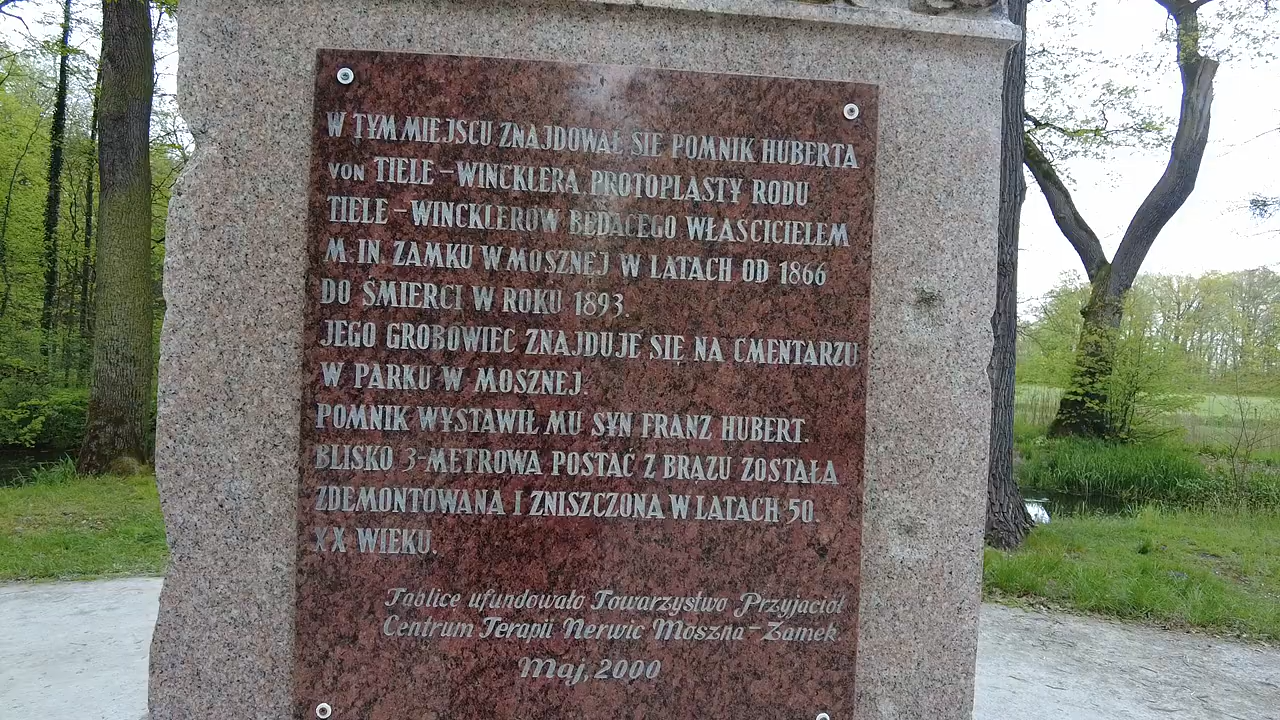 W TYM MIEJSCU ZNAJDOWAŁ SIĘ POMNIK HUBERTA
von TIELE – WINCKLERA, PROTOPLASTY RODU
TIELE – WINCKLERÓW BĘDĄCEGO WŁAŚCICIELEM
M. IN. ZAMKU W MOSZNEJ W LATACH OD 1866
DO ŚMIERCI W ROKU 1893.
JEGO GROBOWIEC ZNAJDUJE SIĘ NA CMENTARZU
W PARKU W MOSZNEJ.
POMNIK WYSTAWIŁ MU SYN FRANZ HUBERT.
BLISKO 3-METROWA POSTAĆ Z BRĄZU ZOSTAŁA
ZDEMONTOWANA I ZNISZCZONA W LATACH 50.
XX WIEKU.
Tablicę ufundowało Towarzystwo Przyjaciół
Centrum Terapii Nerwic Moszna – Zamek.
Maj, 2000